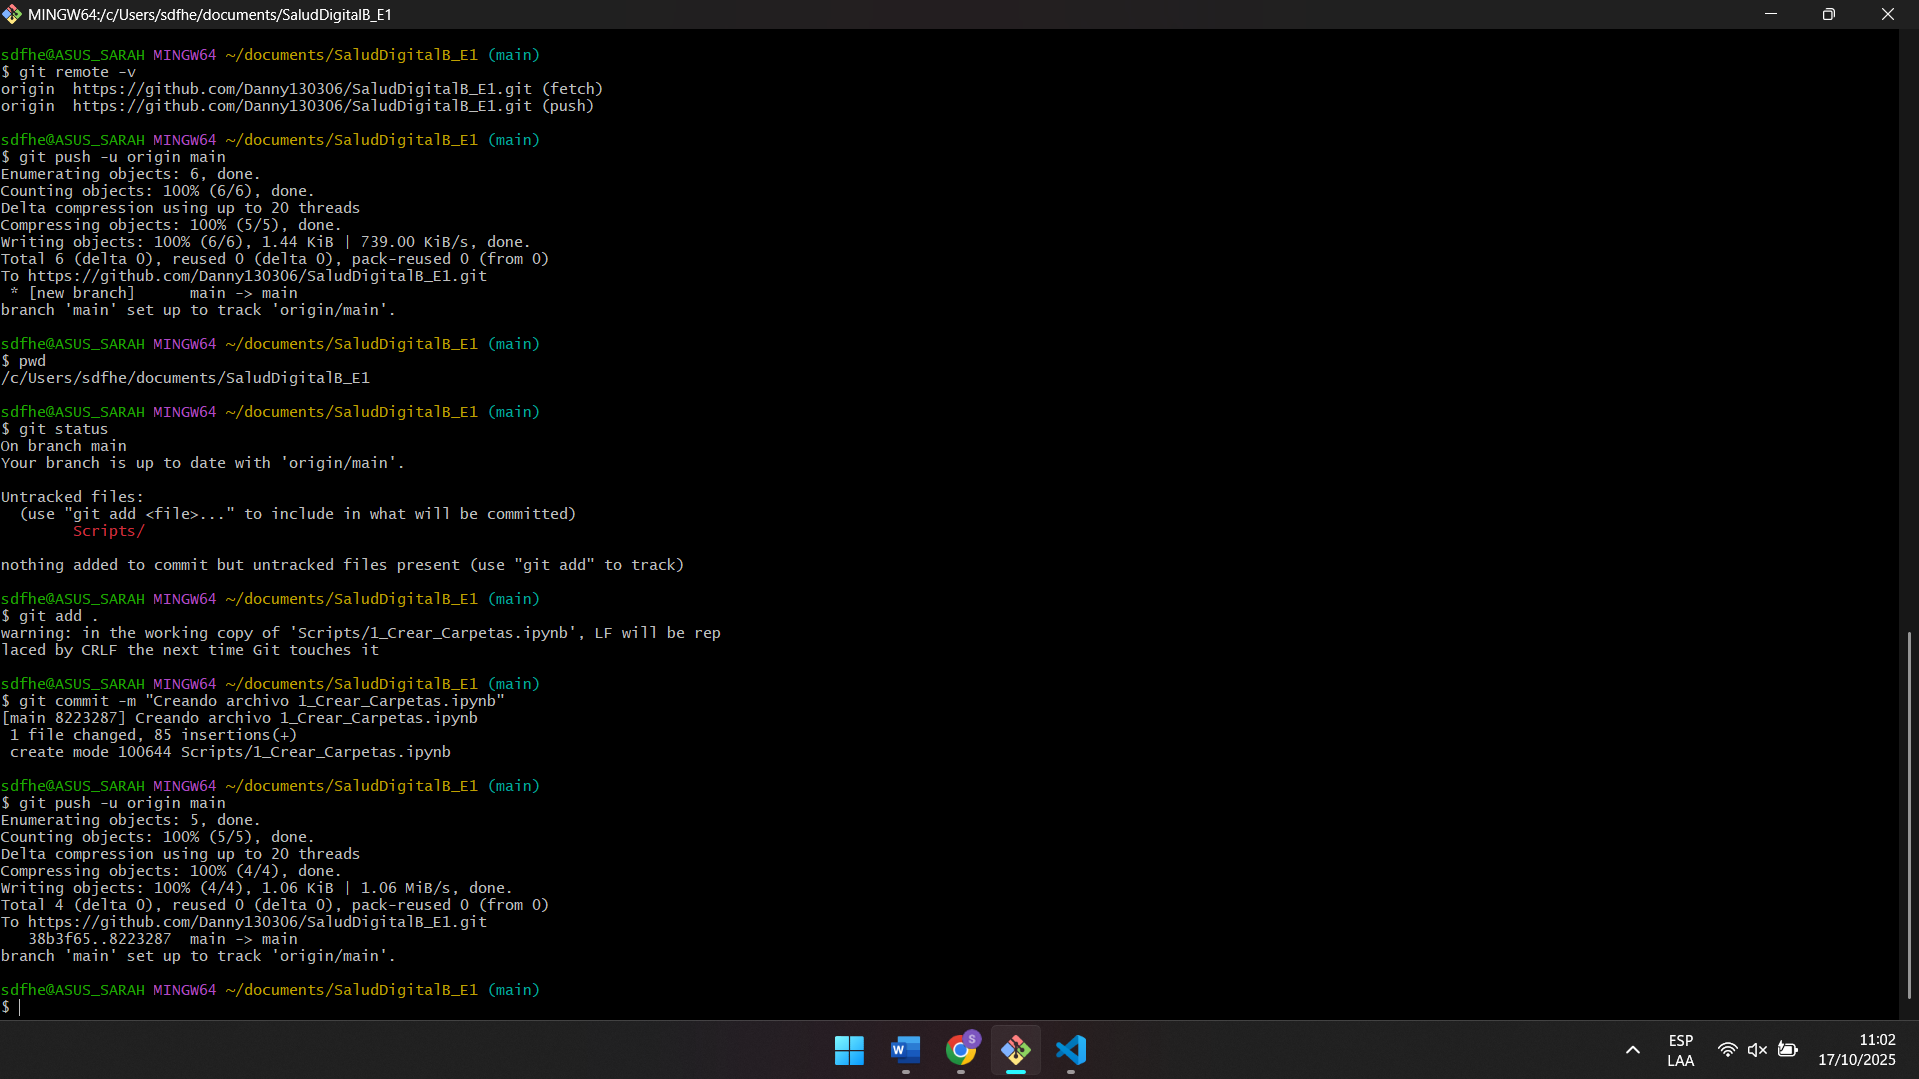 MINGW64:/c/Users/sdfhe/documents/SaludDigitalB_E1
sdfhe@ASUS_SARAH MINGW64 ~/documents/SaludDigitalB_E1 (main)
$ git remote -v
origin  https://github.com/Danny130306/SaludDigitalB_E1.git (fetch)
origin  https://github.com/Danny130306/SaludDigitalB_E1.git (push)
sdfhe@ASUS_SARAH MINGW64 ~/documents/SaludDigitalB_E1 (main)
$ git push -u origin main
Enumerating objects: 6, done.
Counting objects: 100% (6/6), done.
Delta compression using up to 20 threads
Compressing objects: 100% (5/5), done.
Writing objects: 100% (6/6), 1.44 KiB | 739.00 KiB/s, done.
Total 6 (delta 0), reused 0 (delta 0), pack-reused 0 (from 0)
To https://github.com/Danny130306/SaludDigitalB_E1.git
 * [new branch]      main -> main
branch 'main' set up to track 'origin/main'.
sdfhe@ASUS_SARAH MINGW64 ~/documents/SaludDigitalB_E1 (main)
$ pwd
/c/Users/sdfhe/documents/SaludDigitalB_E1
sdfhe@ASUS_SARAH MINGW64 ~/documents/SaludDigitalB_E1 (main)
$ git status
On branch main
Your branch is up to date with 'origin/main'.
Untracked files:
  (use "git add <file>..." to include in what will be committed)
        Scripts/
nothing added to commit but untracked files present (use "git add" to track)
sdfhe@ASUS_SARAH MINGW64 ~/documents/SaludDigitalB_E1 (main)
$ git add .
warning: in the working copy of 'Scripts/1_Crear_Carpetas.ipynb', LF will be rep
laced by CRLF the next time Git touches it
sdfhe@ASUS_SARAH MINGW64 ~/documents/SaludDigitalB_E1 (main)
$ git commit -m "Creando archivo 1_Crear_Carpetas.ipynb"
[main 8223287] Creando archivo 1_Crear_Carpetas.ipynb
 1 file changed, 85 insertions(+)
 create mode 100644 Scripts/1_Crear_Carpetas.ipynb
sdfhe@ASUS_SARAH MINGW64 ~/documents/SaludDigitalB_E1 (main)
$ git push -u origin main
Enumerating objects: 5, done.
Counting objects: 100% (5/5), done.
Delta compression using up to 20 threads
Compressing objects: 100% (4/4), done.
Writing objects: 100% (4/4), 1.06 KiB | 1.06 MiB/s, done.
Total 4 (delta 0), reused 0 (delta 0), pack-reused 0 (from 0)
To https://github.com/Danny130306/SaludDigitalB_E1.git
   38b3f65..8223287  main -> main
branch 'main' set up to track 'origin/main'.
sdfhe@ASUS_SARAH MINGW64 ~/documents/SaludDigitalB_E1 (main)
$
W
S
ESP
LAA
11:02
17/10/2025